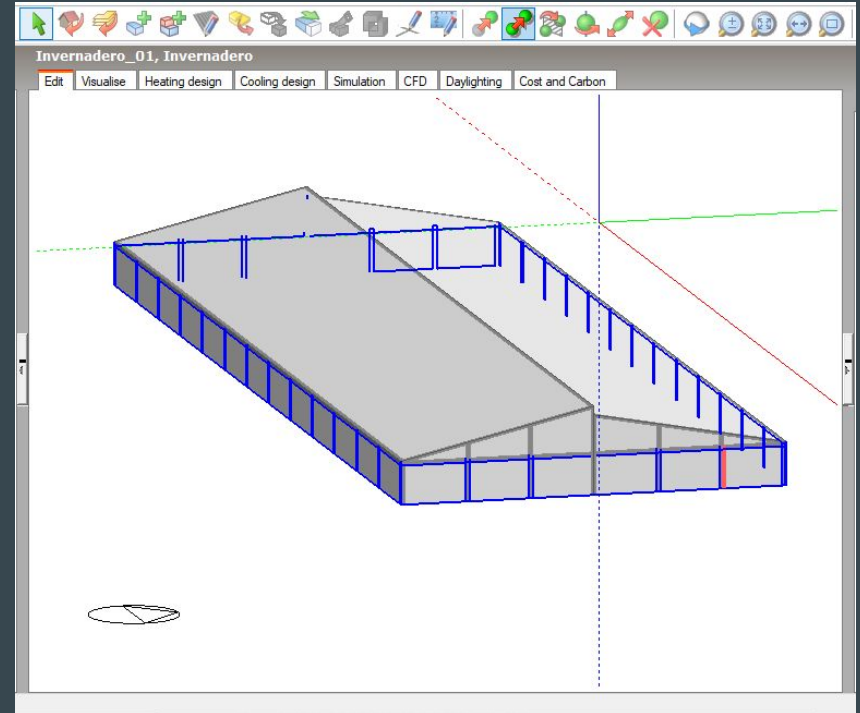 Invernadero_01, Invernadero
Edit Visualise Heating design Cooling design Simulation CFD Daylighting Cost and Carbon